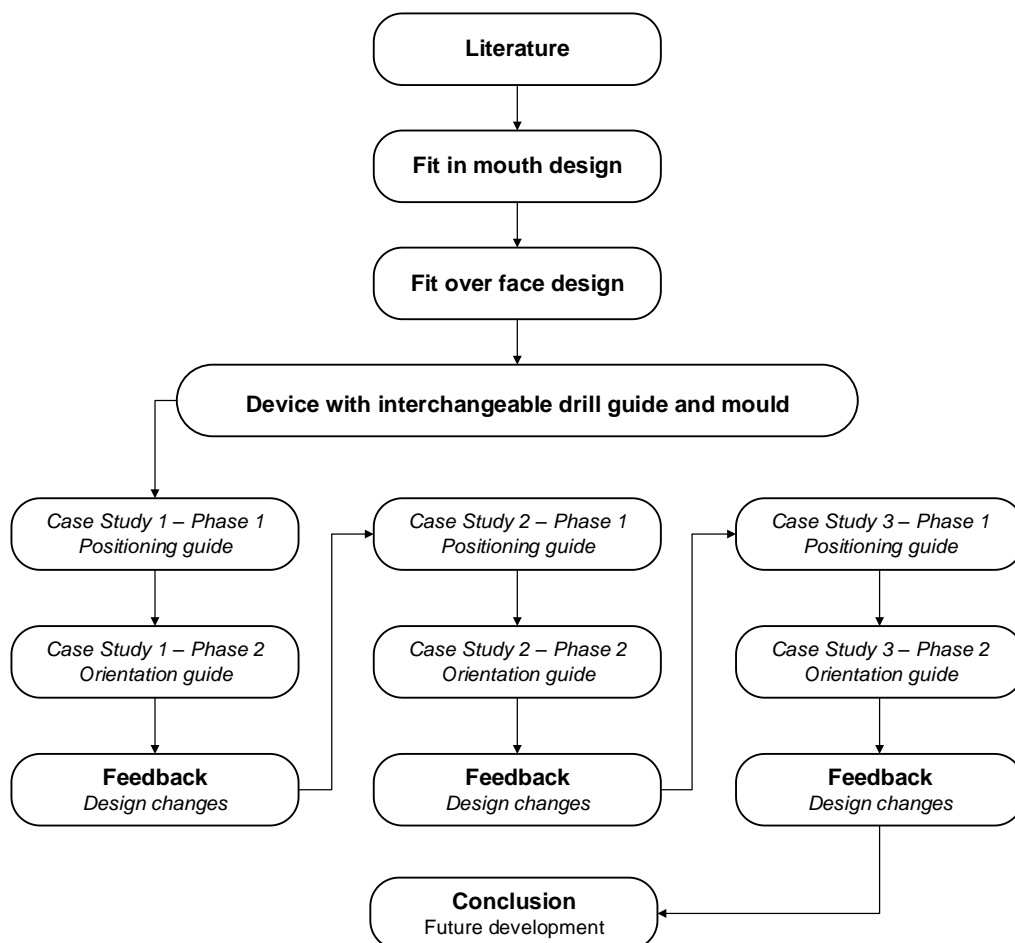 Literature
Fit in mouth design
Fit over face design
Device with interchangeable drill guide and mould
Case Study 1 – Phase 1
Positioning guide
Case Study 1 – Phase 2
Orientation guide
Feedback
Design changes
Case Study 2 – Phase 1
Positioning guide
Case Study 2 – Phase 2
Orientation guide
Feedback
Design changes
Case Study 3 – Phase 1
Positioning guide
Case Study 3 – Phase 2
Orientation guide
Feedback
Design changes
Conclusion
Future development